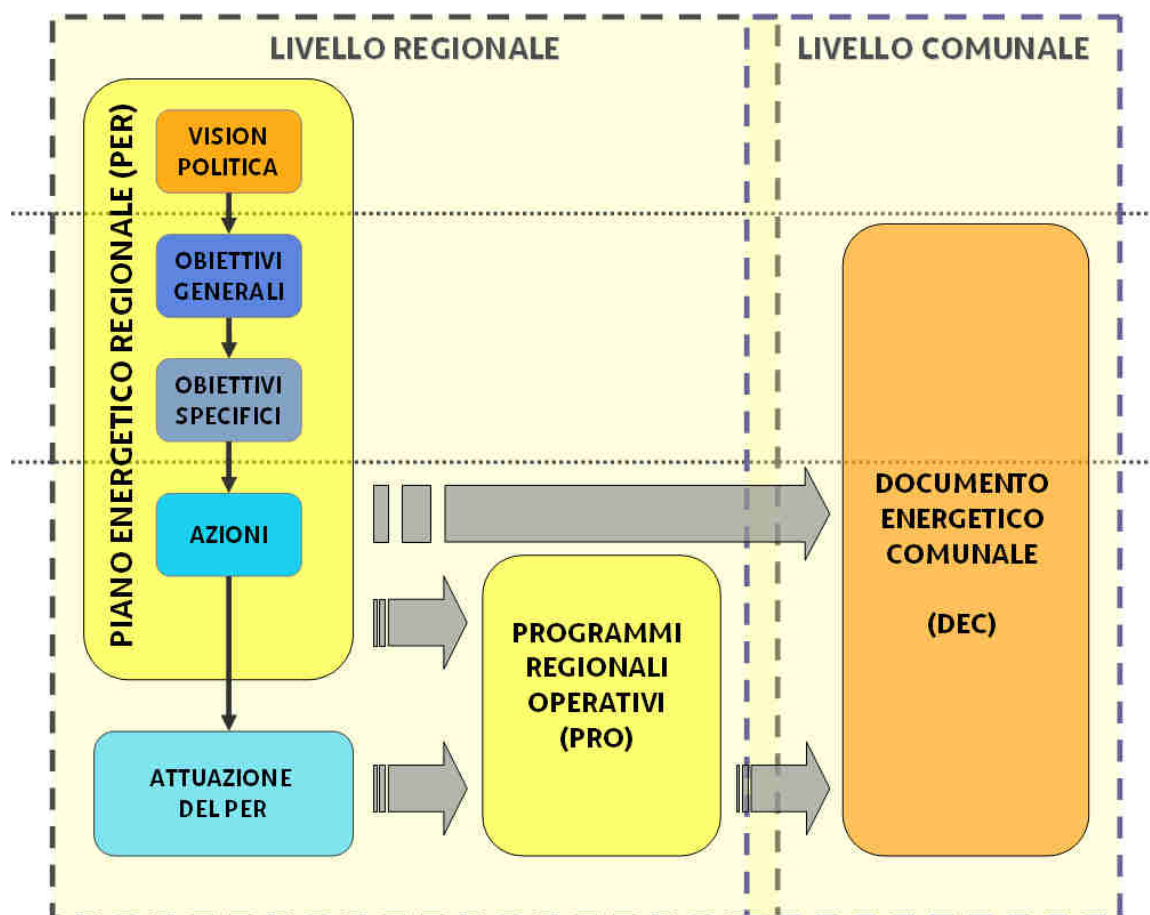 LIVELLO REGIONALE
LIVELLO COMUNALE
PIANO ENERGETICO REGIONALE (PER)
VISION
POLITICA
OBIETTIVI
GENERALI
OBIETTIVI
SPECIFICI
AZIONI
ATTUAZIONE
DEL PER
PROGRAMMI
REGIONALI
OPERATIVI
(PRO)
DOCUMENTO
ENERGETICO
COMUNALE
(DEC)